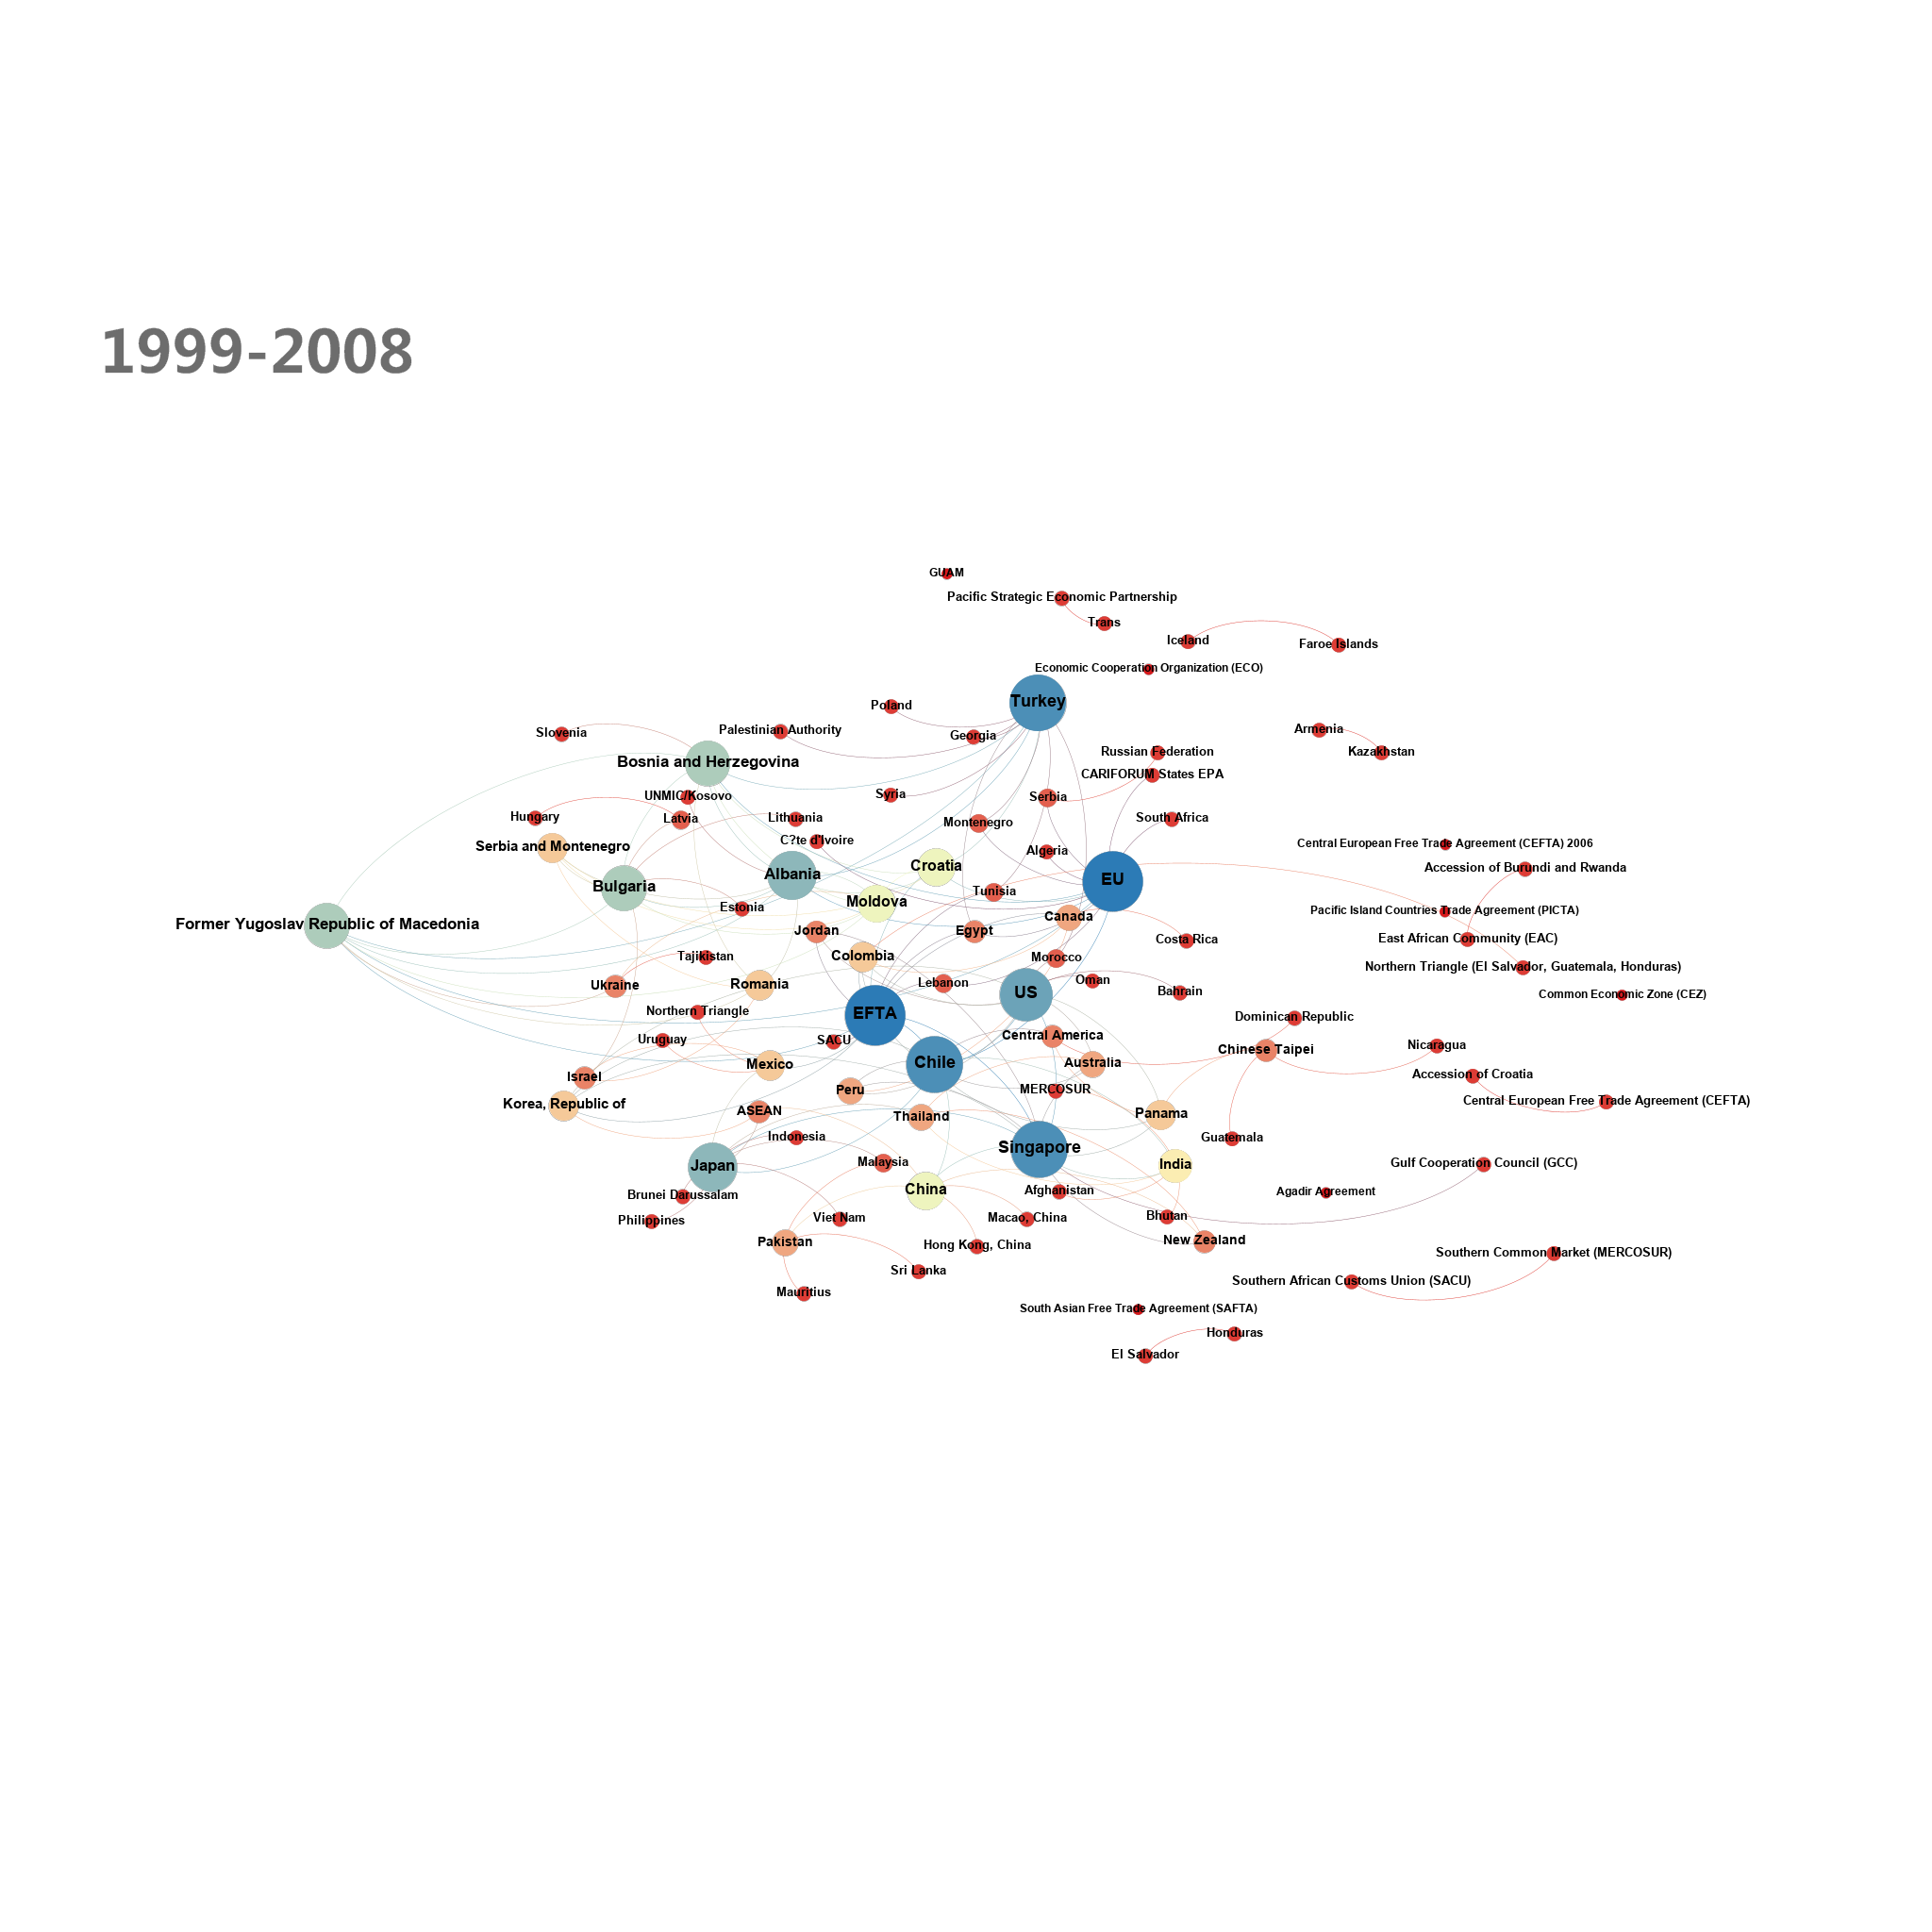 1999-2008
GUAM
Pacific Strategic Economic Partnership
Trans
Iceland
Faroe Islands
Economic Cooperation Organization (ECO)
Turkey
Poland
Palestinian Authority
Georgia
Slovenia
Armenia
Kazakhstan
Russian Federation
Bosnia and Herzegovina
CARIFORUM States EPA
UNMIC/Kosovo
Syria
Serbia
Hungary
Latvia
Lithuania
Montenegro
South Africa
C?te d'Ivoire
Central European Free Trade Agreement (CEFTA) 2006
Serbia and Montenegro
Algeria
Croatia
Accession of Burundi and Rwanda
Albania
EU
Bulgaria
Tunisia
Moldova
Estonia
Pacific Island Countries Trade Agreement (PICTA)
Canada
Former Yugoslav Republic of Macedonia
Jordan
Egypt
Costa Rica
East African Community (EAC)
Tajikistan
Colombia
Morocco
Northern Triangle (El Salvador, Guatemala, Honduras)
Ukraine
Romania
Lebanon
Oman
US
Bahrain
Common Economic Zone (CEZ)
Northern Triangle
EFTA
Dominican Republic
Uruguay
SACU
Central America
Chinese Taipei
Nicaragua
Mexico
Chile
Australia
Israel
Accession of Croatia
Peru
MERCOSUR
Korea, Republic of
Central European Free Trade Agreement (CEFTA)
ASEAN
Thailand
Panama
Indonesia
Guatemala
Singapore
Malaysia
Japan
India
Gulf Cooperation Council (GCC)
Brunei Darussalam
China
Afghanistan
Agadir Agreement
Philippines
Viet Nam
Macao, China
Bhutan
Pakistan
Hong Kong, China
New Zealand
Southern Common Market (MERCOSUR)
Sri Lanka
Southern African Customs Union (SACU)
Mauritius
South Asian Free Trade Agreement (SAFTA)
Honduras
El Salvador